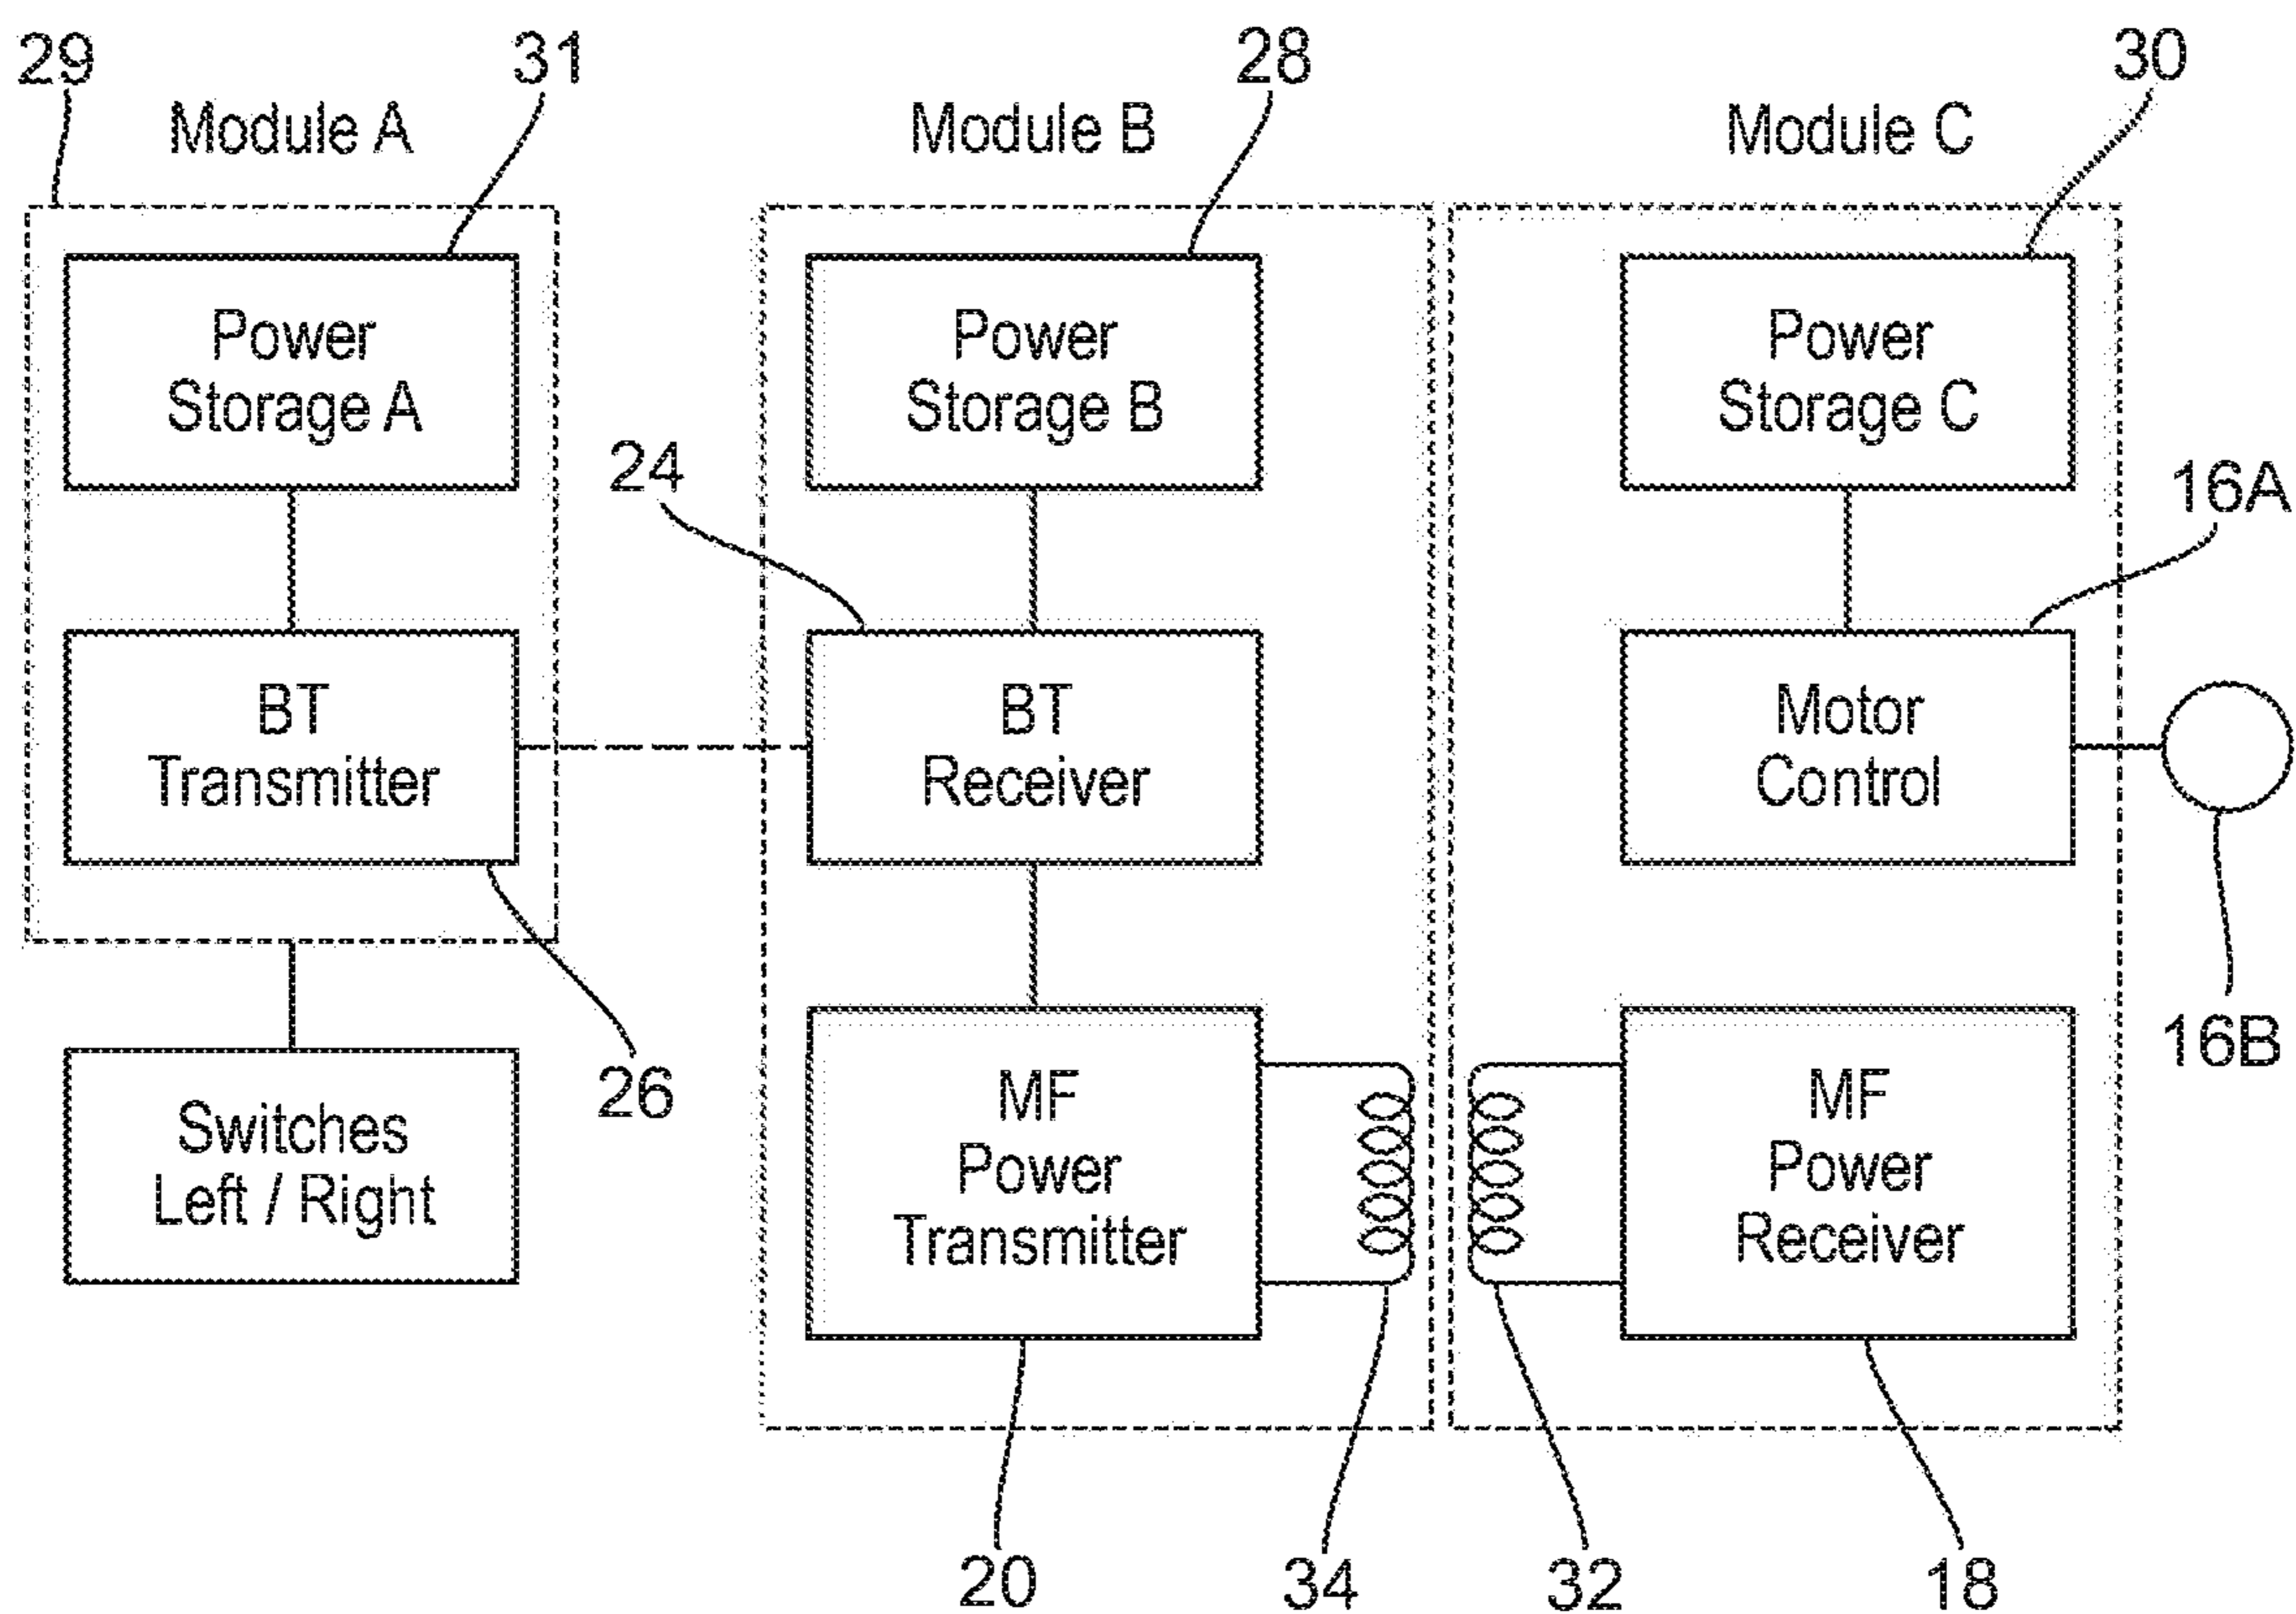 29
31
28
30
Module A
Module B
Module C
Power
Storage A
Power
Storage B
Power
Storage C
24
16A
BT
Transmitter
BT
Receiver
Motor
Control
16B
26
Switches
Left / Right
MF
Power
Transmitter
MF
Power
Receiver
20
34
32
18